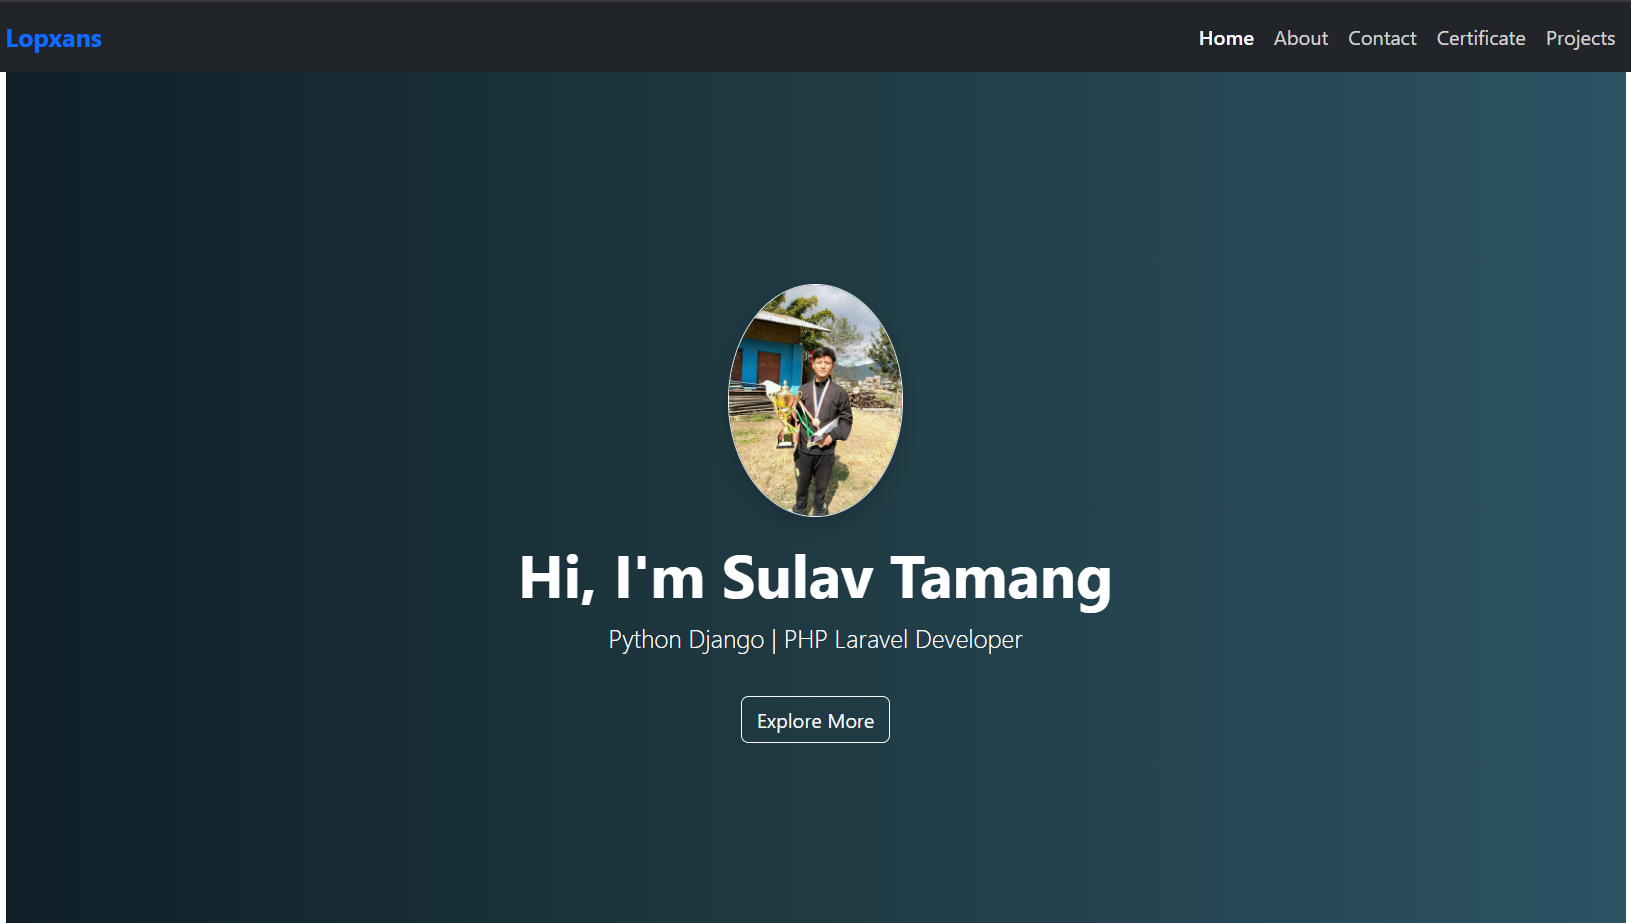 Lopxans
Home About Contact Certificate Projects
Hi, I'm Sulav Tamang
Python Django | PHP Laravel Developer
Explore More